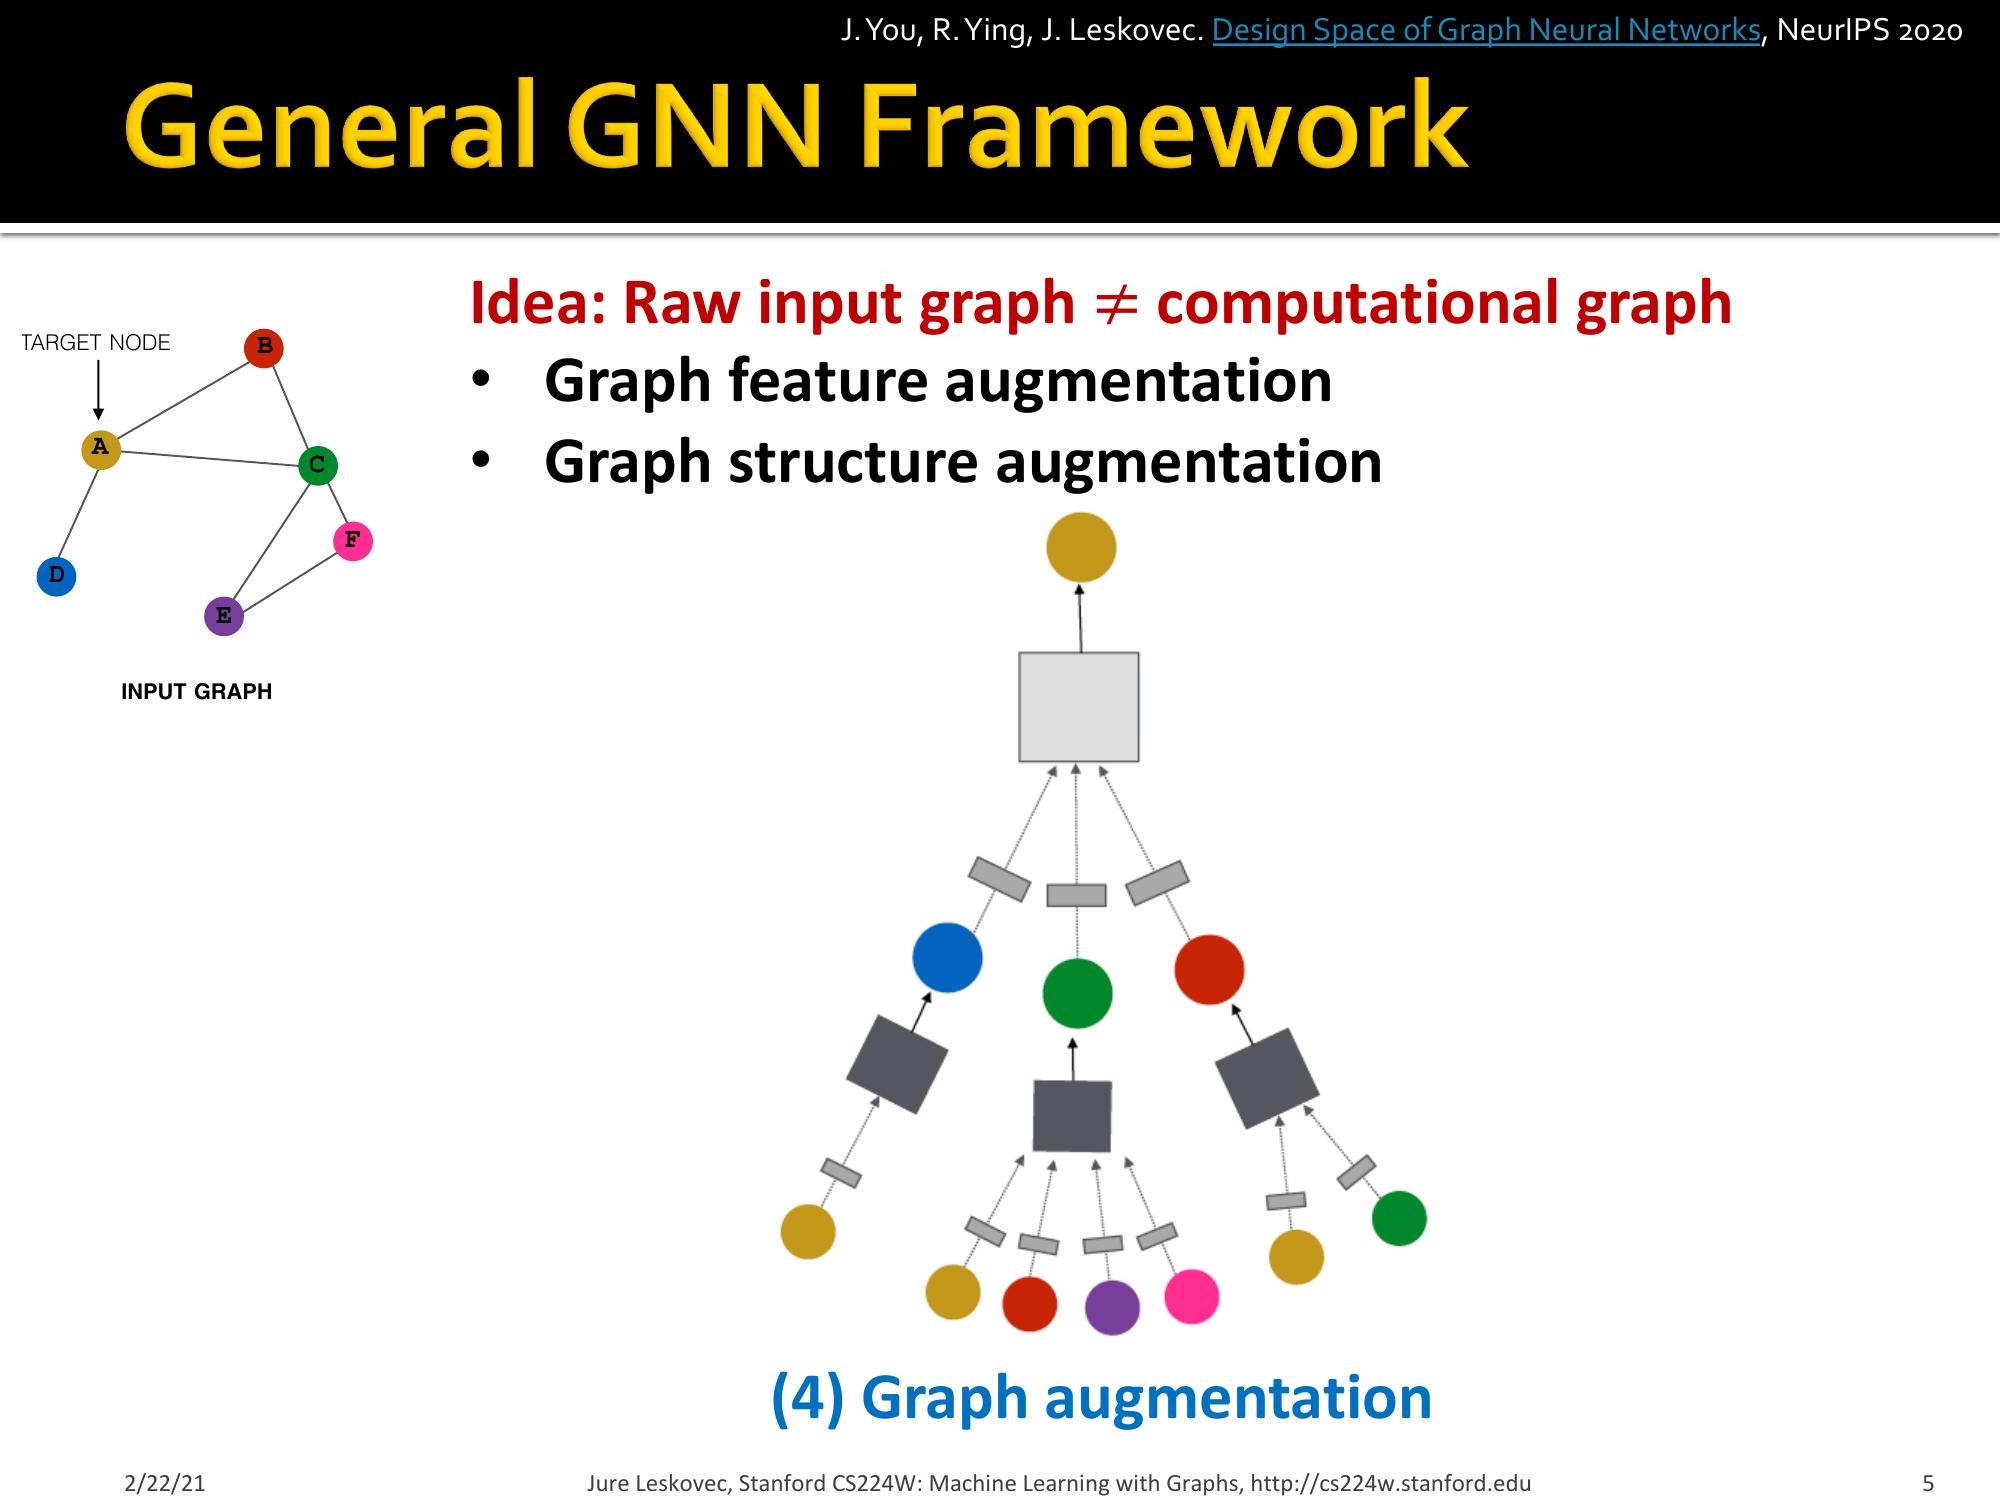 J. You, R. Ying, J. Leskovec. Design Space of Graph Neural Networks, NeurIPS 2020
General GNN Framework
Idea: Raw input graph ≠ computational graph
• Graph feature augmentation
• Graph structure augmentation
TARGET NODE
B
A
C
F
D
E
INPUT GRAPH
(4) Graph augmentation
2/22/21
Jure Leskovec, Stanford CS224W: Machine Learning with Graphs, http://cs224w.stanford.edu
5